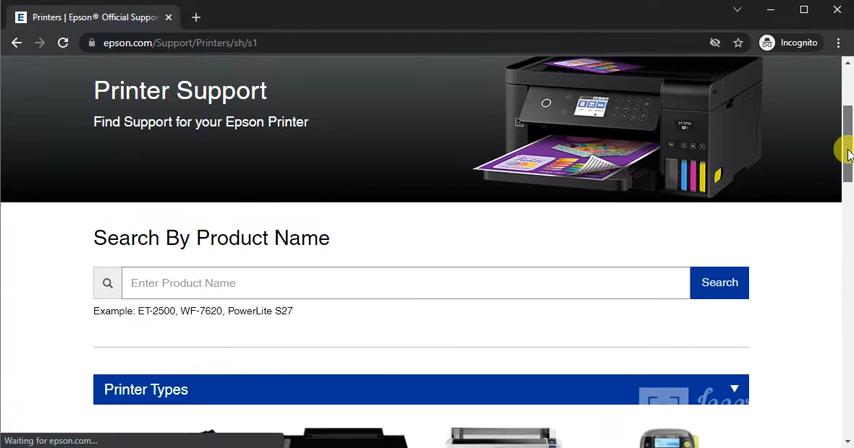 Printers | Epson® Official Suppo
epson.com/Support/Printers/sh/s1
Incognito
Printer Support
Find Support for your Epson Printer
Search By Product Name
Enter Product Name
Search
Example: ET-2500, WF-7620, PowerLite S27
Printer Types
Waiting for epson.com...